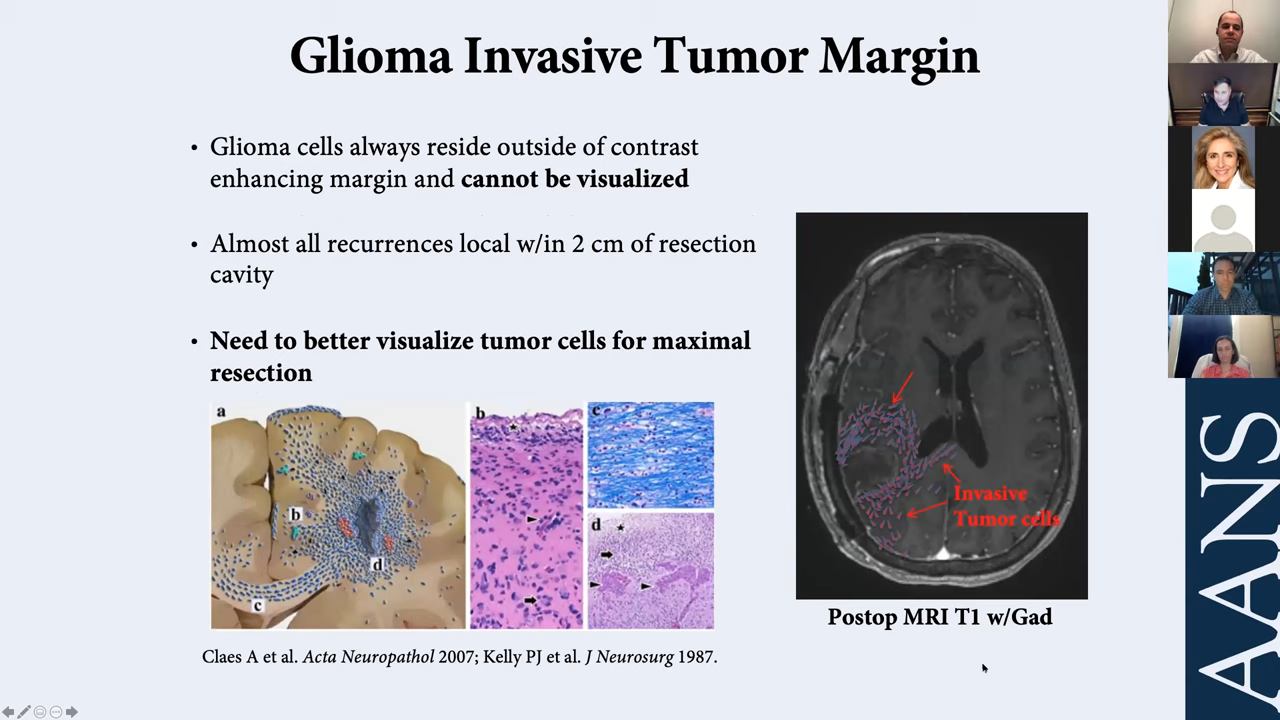 Glioma Invasive Tumor Margin
• Glioma cells always reside outside of contrast
enhancing margin and cannot be visualized
• Almost all recurrences local w/in 2 cm of resection
cavity
• Need to better visualize tumor cells for maximal
resection
a
b
c
d
b
c
d
Invasive
Tumor cells
Postop MRI T1 w/Gad
Claes A et al. Acta Neuropathol 2007; Kelly PJ et al. J Neurosurg 1987.
AANS